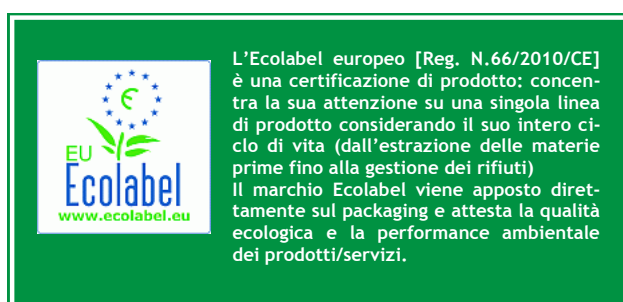 L'Ecolabel europeo [Reg. N.66/2010/CE]
è una certificazione di prodotto: concen-
tra la sua attenzione su una singola linea
di prodotto considerando il suo intero ci-
clo di vita (dall'estrazione delle materie
prime fino alla gestione dei rifiuti)
Il marchio Ecolabel viene apposto diret-
tamente sul packaging e attesta la qualità
ecologica e la performance ambientale
dei prodotti/servizi.
EU
Ecolabel
www.ecolabel.eu